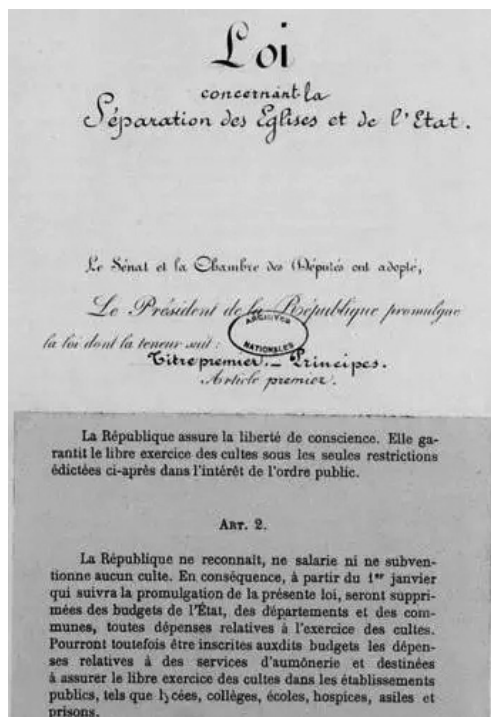 Loi
concernant la
Séparation des Eglises et de l'Etat.
Le Sénat et la Chambre des Députés ont adopté,
Le Président de la République promulgue
ARCHIVES
NATIONALES
la loi dont la teneur suit :
Titre premier._ Principes.
Article premier.
La République assure la liberté de conscience. Elle ga-
rantit le libre exercice des cultes sous les seules restrictions
édictées ci-après dans l'intérêt de l'ordre public.
ART. 2.
La République ne reconnaît, ne salarie ni ne subven-
tionne aucun culte. En conséquence, à partir du 1er janvier
qui suivra la promulgation de la présente loi, seront suppri-
mées des budgets de l'État, des départements et des com-
munes, toutes dépenses relatives à l'exercice des cultes.
Pourront toutefois être inscrites auxdits budgets les dépen-
ses relatives à des services d'aumônerie et destinées
à assurer le libre exercice des cultes dans les établissements
publics, tels que lycées, collèges, écoles, hospices, asiles et
prisons.